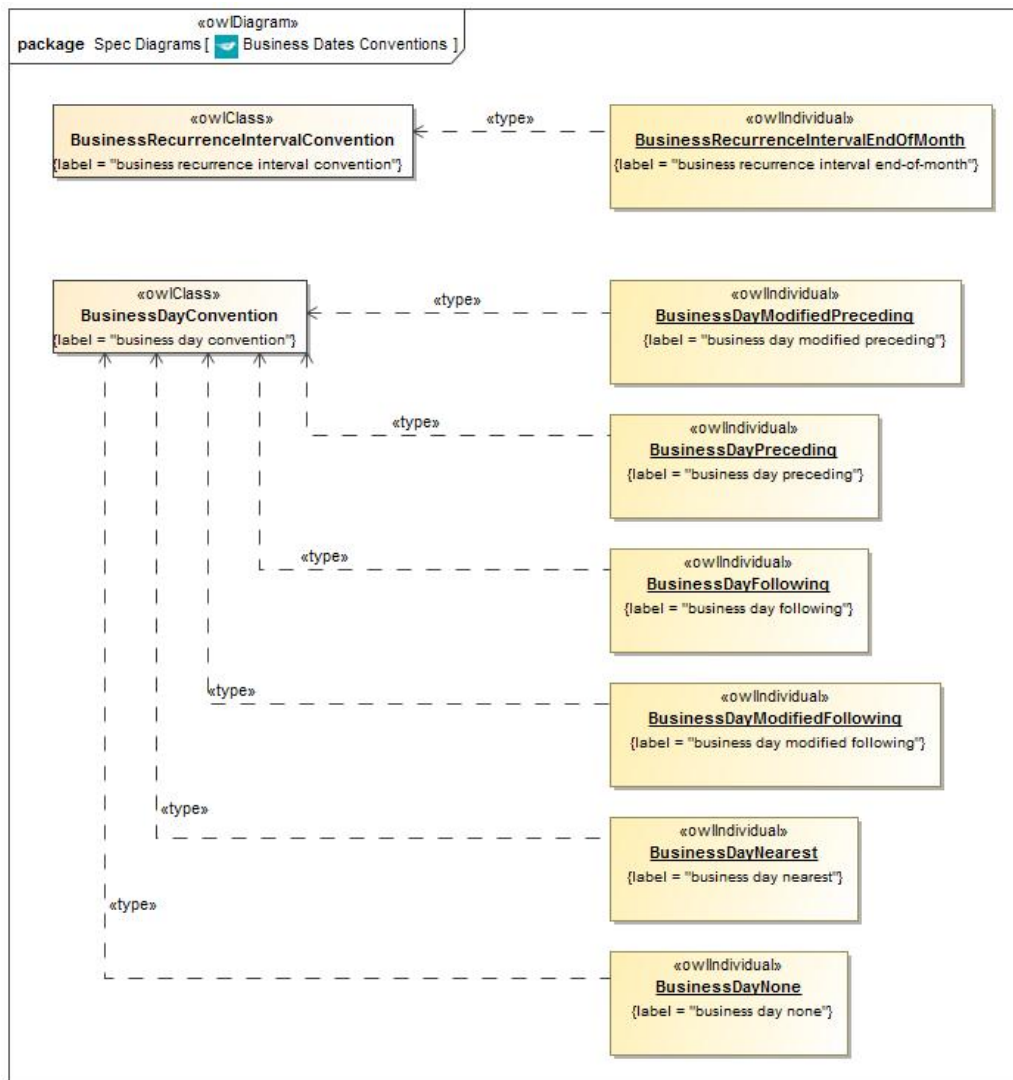 «owlDiagram»
package Spec Diagrams [ Business Dates Conventions ]
«owlClass»
BusinessRecurrenceIntervalConvention
{label = "business recurrence interval convention"}
«type»
«owlIndividual»
BusinessRecurrenceIntervalEndOfMonth
{label = "business recurrence interval end-of-month"}
«owlClass»
BusinessDayConvention
{label = "business day convention"}
«type»
«owlIndividual»
BusinessDayModifiedPreceding
{label = "business day modified preceding"}
«type»
«owlIndividual»
BusinessDayPreceding
{label = "business day preceding"}
«type»
«owlIndividual»
BusinessDayFollowing
{label = "business day following"}
«type»
«owlIndividual»
BusinessDayModifiedFollowing
{label = "business day modified following"}
«type»
«owlIndividual»
BusinessDayNearest
{label = "business day nearest"}
«type»
«owlIndividual»
BusinessDayNone
{label = "business day none"}